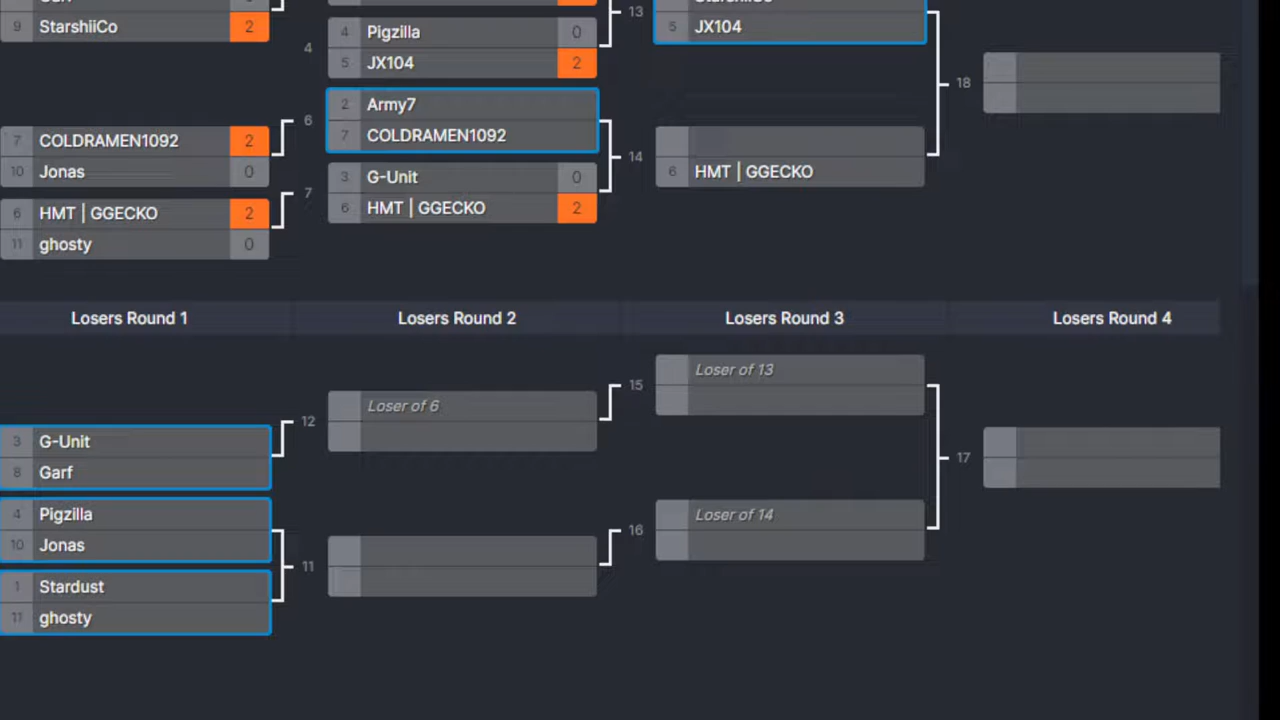 9 StarshiiCo 2
4
4 Pigzilla 0
5 JX104 2
13
5 JX104
18
7 COLDRAMEN1092 2
10 Jonas 0
6
2 Army7
7 COLDRAMEN1092
14
6 HMT | GGECKO
6 HMT | GGECKO 2
11 ghosty 0
7
3 G-Unit 0
6 HMT | GGECKO 2
Losers Round 1
Losers Round 2
Losers Round 3
Losers Round 4
3 G-Unit
8 Garf
12
Loser of 6
15
Loser of 13
17
4 Pigzilla
10 Jonas
1 Stardust
11 ghosty
11
16
Loser of 14